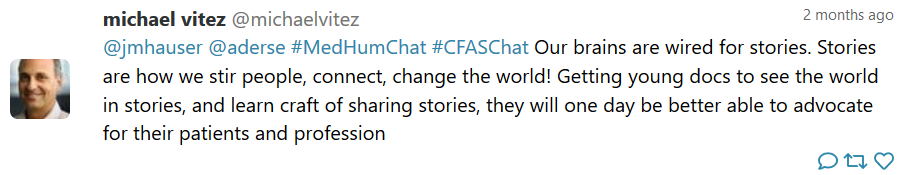 michael vitez @michaelvitez
2 months ago
@jmhauser @aderse #MedHumChat #CFASChat Our brains are wired for stories. Stories
are how we stir people, connect, change the world! Getting young docs to see the world
in stories, and learn craft of sharing stories, they will one day be better able to advocate
for their patients and profession